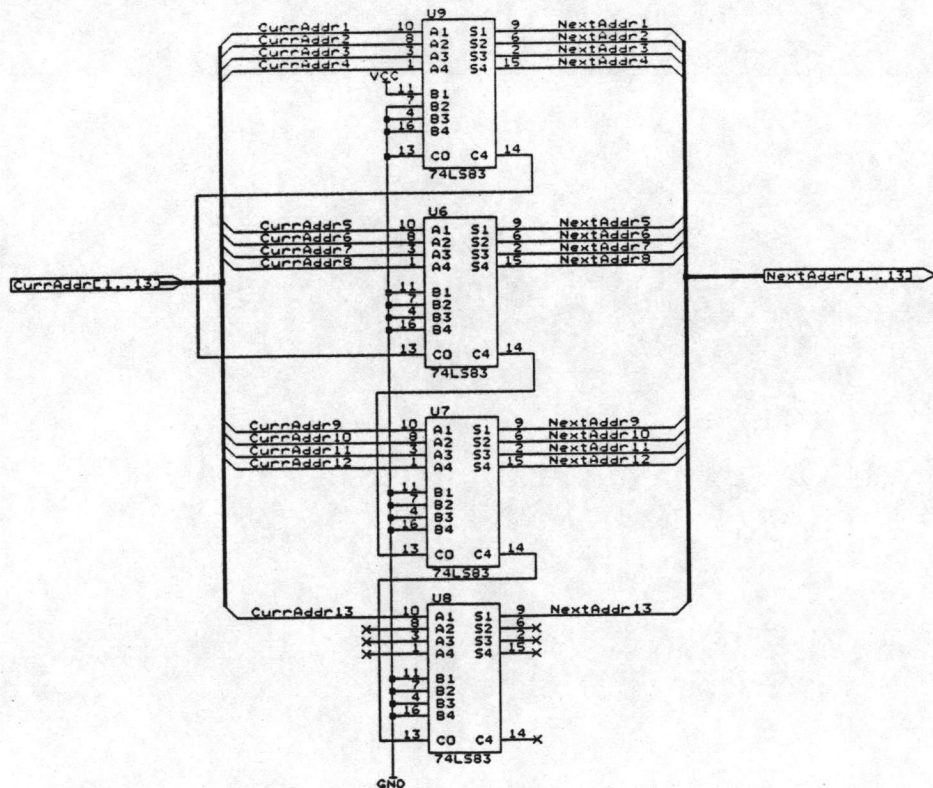 U9
CurrAddr1 10 A1 S1 9 NextAddr1
CurrAddr2 8 A2 S2 6 NextAddr2
CurrAddr3 3 A3 S3 2 NextAddr3
CurrAddr4 1 A4 S4 15 NextAddr4
VCC
11 B1
7 B2
4 B3
16 B4
13 C0 C4 14
74LS83
U6
CurrAddr5 10 A1 S1 9 NextAddr5
CurrAddr6 8 A2 S2 6 NextAddr6
CurrAddr7 3 A3 S3 2 NextAddr7
CurrAddr8 1 A4 S4 15 NextAddr8
CurrAddr[1..13] NextAddr[1..13]
11 B1
7 B2
4 B3
16 B4
13 C0 C4 14
74LS83
U7
CurrAddr9 10 A1 S1 9 NextAddr9
CurrAddr10 8 A2 S2 6 NextAddr10
CurrAddr11 3 A3 S3 2 NextAddr11
CurrAddr12 1 A4 S4 15 NextAddr12
11 B1
7 B2
4 B3
16 B4
13 C0 C4 14
74LS83
U8
CurrAddr13 10 A1 S1 9 NextAddr13
8 A2 S2 6
3 A3 S3 2
1 A4 S4 15
11 B1
7 B2
4 B3
16 B4
13 C0 C4 14
74LS83
GND